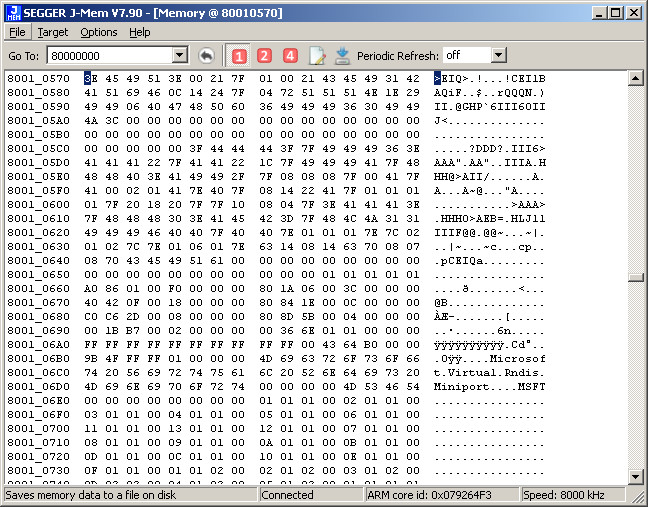 SEGGER J-Mem V7.90 - [Memory @ 80010570]
File Target Options Help
Go To: 80000000 1 2 4 Periodic Refresh: off
8001_0570 3E 45 49 51 3E 00 21 7F 01 00 21 43 45 49 31 42 >EIQ>.!...!CEI1B
8001_0580 41 51 69 46 0C 14 24 7F 04 72 51 51 51 4E 1E 29 AQiF..$..rQQQN.)
8001_0590 49 49 06 40 47 48 50 60 36 49 49 49 36 30 49 49 II.@GHP`6III6OII
8001_05A0 4A 3C 00 00 00 00 00 00 00 00 00 00 00 00 00 00 J<..............
8001_05B0 00 00 00 00 00 00 00 00 00 00 00 00 00 00 00 00 ................
8001_05C0 00 00 00 00 00 3F 44 44 44 3F 7F 49 49 49 36 3E .....?DDD?.III6>
8001_05D0 41 41 41 22 7F 41 41 22 1C 7F 49 49 49 41 7F 48 AAA".AA"..IIIA.H
8001_05E0 48 48 40 3E 41 49 49 2F 7F 08 08 08 7F 00 41 7F HH@>AII/......A.
8001_05F0 41 00 02 01 41 7E 40 7F 08 14 22 41 7F 01 01 01 A...A~@..."A....
8001_0600 01 7F 20 18 20 7F 7F 10 08 04 7F 3E 41 41 41 3E .. . ......>AAA>
8001_0610 7F 48 48 48 30 3E 41 45 42 3D 7F 48 4C 4A 31 31 .HHHO>AEB=.HLJ11
8001_0620 49 49 49 46 40 40 7F 40 40 7E 01 01 01 7E 7C 02 IIIF@@.@@~...~|.
8001_0630 01 02 7C 7E 01 06 01 7E 63 14 08 14 63 70 08 07 ..|~...~c...cp..
8001_0640 08 70 43 45 49 51 61 00 00 00 00 00 00 00 00 00 .pCEIQa.........
8001_0650 00 00 00 00 00 00 00 00 00 00 00 01 01 01 01 01 ................
8001_0660 A0 86 01 00 F0 00 00 00 80 1A 06 00 3C 00 00 00 ....ð.......<...
8001_0670 40 42 0F 00 18 00 00 00 80 84 1E 00 0C 00 00 00 @B..............
8001_0680 C0 C6 2D 00 08 00 00 00 80 8D 5B 00 04 00 00 00 ÀÆ-.......[.....
8001_0690 00 1B B7 00 02 00 00 00 00 36 6E 01 01 00 00 00 ..·......6n.....
8001_06A0 FF FF FF FF FF FF FF FF FF FF 00 43 64 B0 00 00 ÿÿÿÿÿÿÿÿÿÿ.Cd°..
8001_06B0 9B 4F FF FF 01 00 00 00 4D 69 63 72 6F 73 6F 66 .Oÿÿ....Microsof
8001_06C0 74 20 56 69 72 74 75 61 6C 20 52 6E 64 69 73 20 t.Virtual.Rndis.
8001_06D0 4D 69 6E 69 70 6F 72 74 00 00 00 00 4D 53 46 54 Miniport....MSFT
8001_06E0 00 00 00 00 01 00 01 00 00 00 01 00 02 01 01 00 ................
8001_06F0 03 01 01 00 04 01 01 00 05 01 01 00 06 01 01 00 ................
8001_0700 11 01 01 00 13 01 01 00 12 01 01 00 07 01 01 00 ................
8001_0710 08 01 01 00 09 01 01 00 0A 01 01 00 0B 01 01 00 ................
8001_0720 0D 01 01 00 0C 01 01 00 10 01 01 00 0E 01 01 00 ................
8001_0730 0F 01 01 00 01 02 02 00 02 01 02 00 03 01 02 00 ................
Saves memory data to a file on disk Connected ARM core id: 0x079264F3 Speed: 8000 kHz